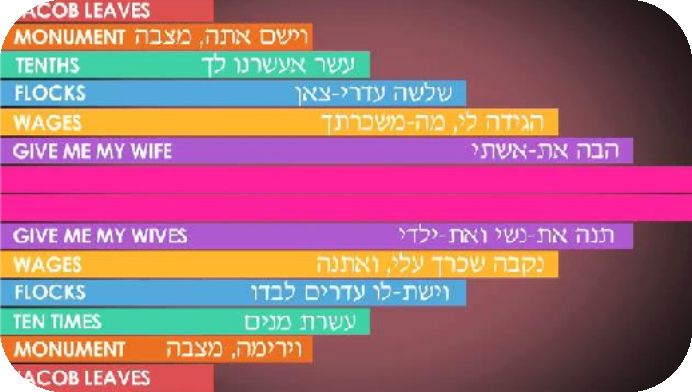 JACOB LEAVES
MONUMENT וישם אתה, מצבה
TENTHS עשר אעשרנו לך
FLOCKS שלשה עדרי-צאן
WAGES הגידה לי, מה-משכרתך
GIVE ME MY WIFE הבה את-אשתי
GIVE ME MY WIVES תנה את-נשי ואת-ילדי
WAGES נקבה שכרך עלי, ואתנה
FLOCKS וישת-לו עדרים לבדו
TEN TIMES עשרת מנים
MONUMENT וירימה, מצבה
JACOB LEAVES